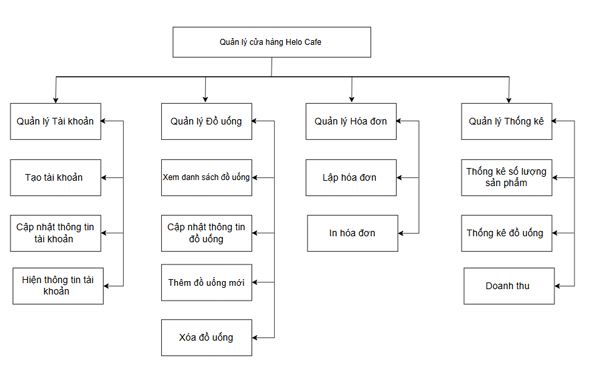 Quản lý cửa háng Helo Cafe
Quản lý Tài khoản
Quản lý Đồ uống
Quản lý Hóa đơn
Quản lý Thống kê
Tạo tài khoản
Xem danh sách đồ uống
Lập hóa đơn
Thống kê số lượng
sản phẩm
Cập nhật thông tin
tài khoản
Cập nhật thông tin
đồ uống
In hóa đơn
Thống kê đồ uống
Hiện thông tin tài
khoản
Thêm đồ uống mới
Doanh thu
Xóa đồ uống